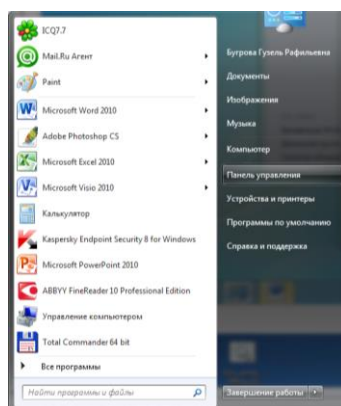 ICQ7.7
Mail.Ru Агент
Paint
Microsoft Word 2010
Adobe Photoshop CS
Microsoft Excel 2010
Microsoft Visio 2010
Калькулятор
Kaspersky Endpoint Security 8 for Windows
Microsoft PowerPoint 2010
ABBYY FineReader 10 Professional Edition
Управление компьютером
Total Commander 64 bit
Все программы
Найти программы и файлы
Бугрова Гузель Рафильевна
Документы
Изображения
Музыка
Компьютер
Панель управления
Устройства и принтеры
Программы по умолчанию
Справка и поддержка
Завершение работы